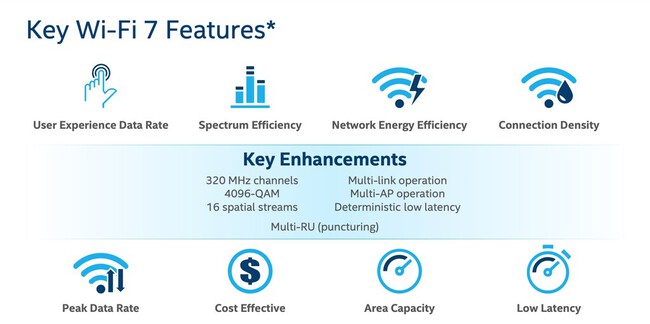 Key Wi-Fi 7 Features*
User Experience Data Rate
Spectrum Efficiency
Network Energy Efficiency
Connection Density
Key Enhancements
320 MHz channels
Multi-link operation
4096-QAM
Multi-AP operation
16 spatial streams
Deterministic low latency
Multi-RU (puncturing)
$
Peak Data Rate
Cost Effective
Area Capacity
Low Latency